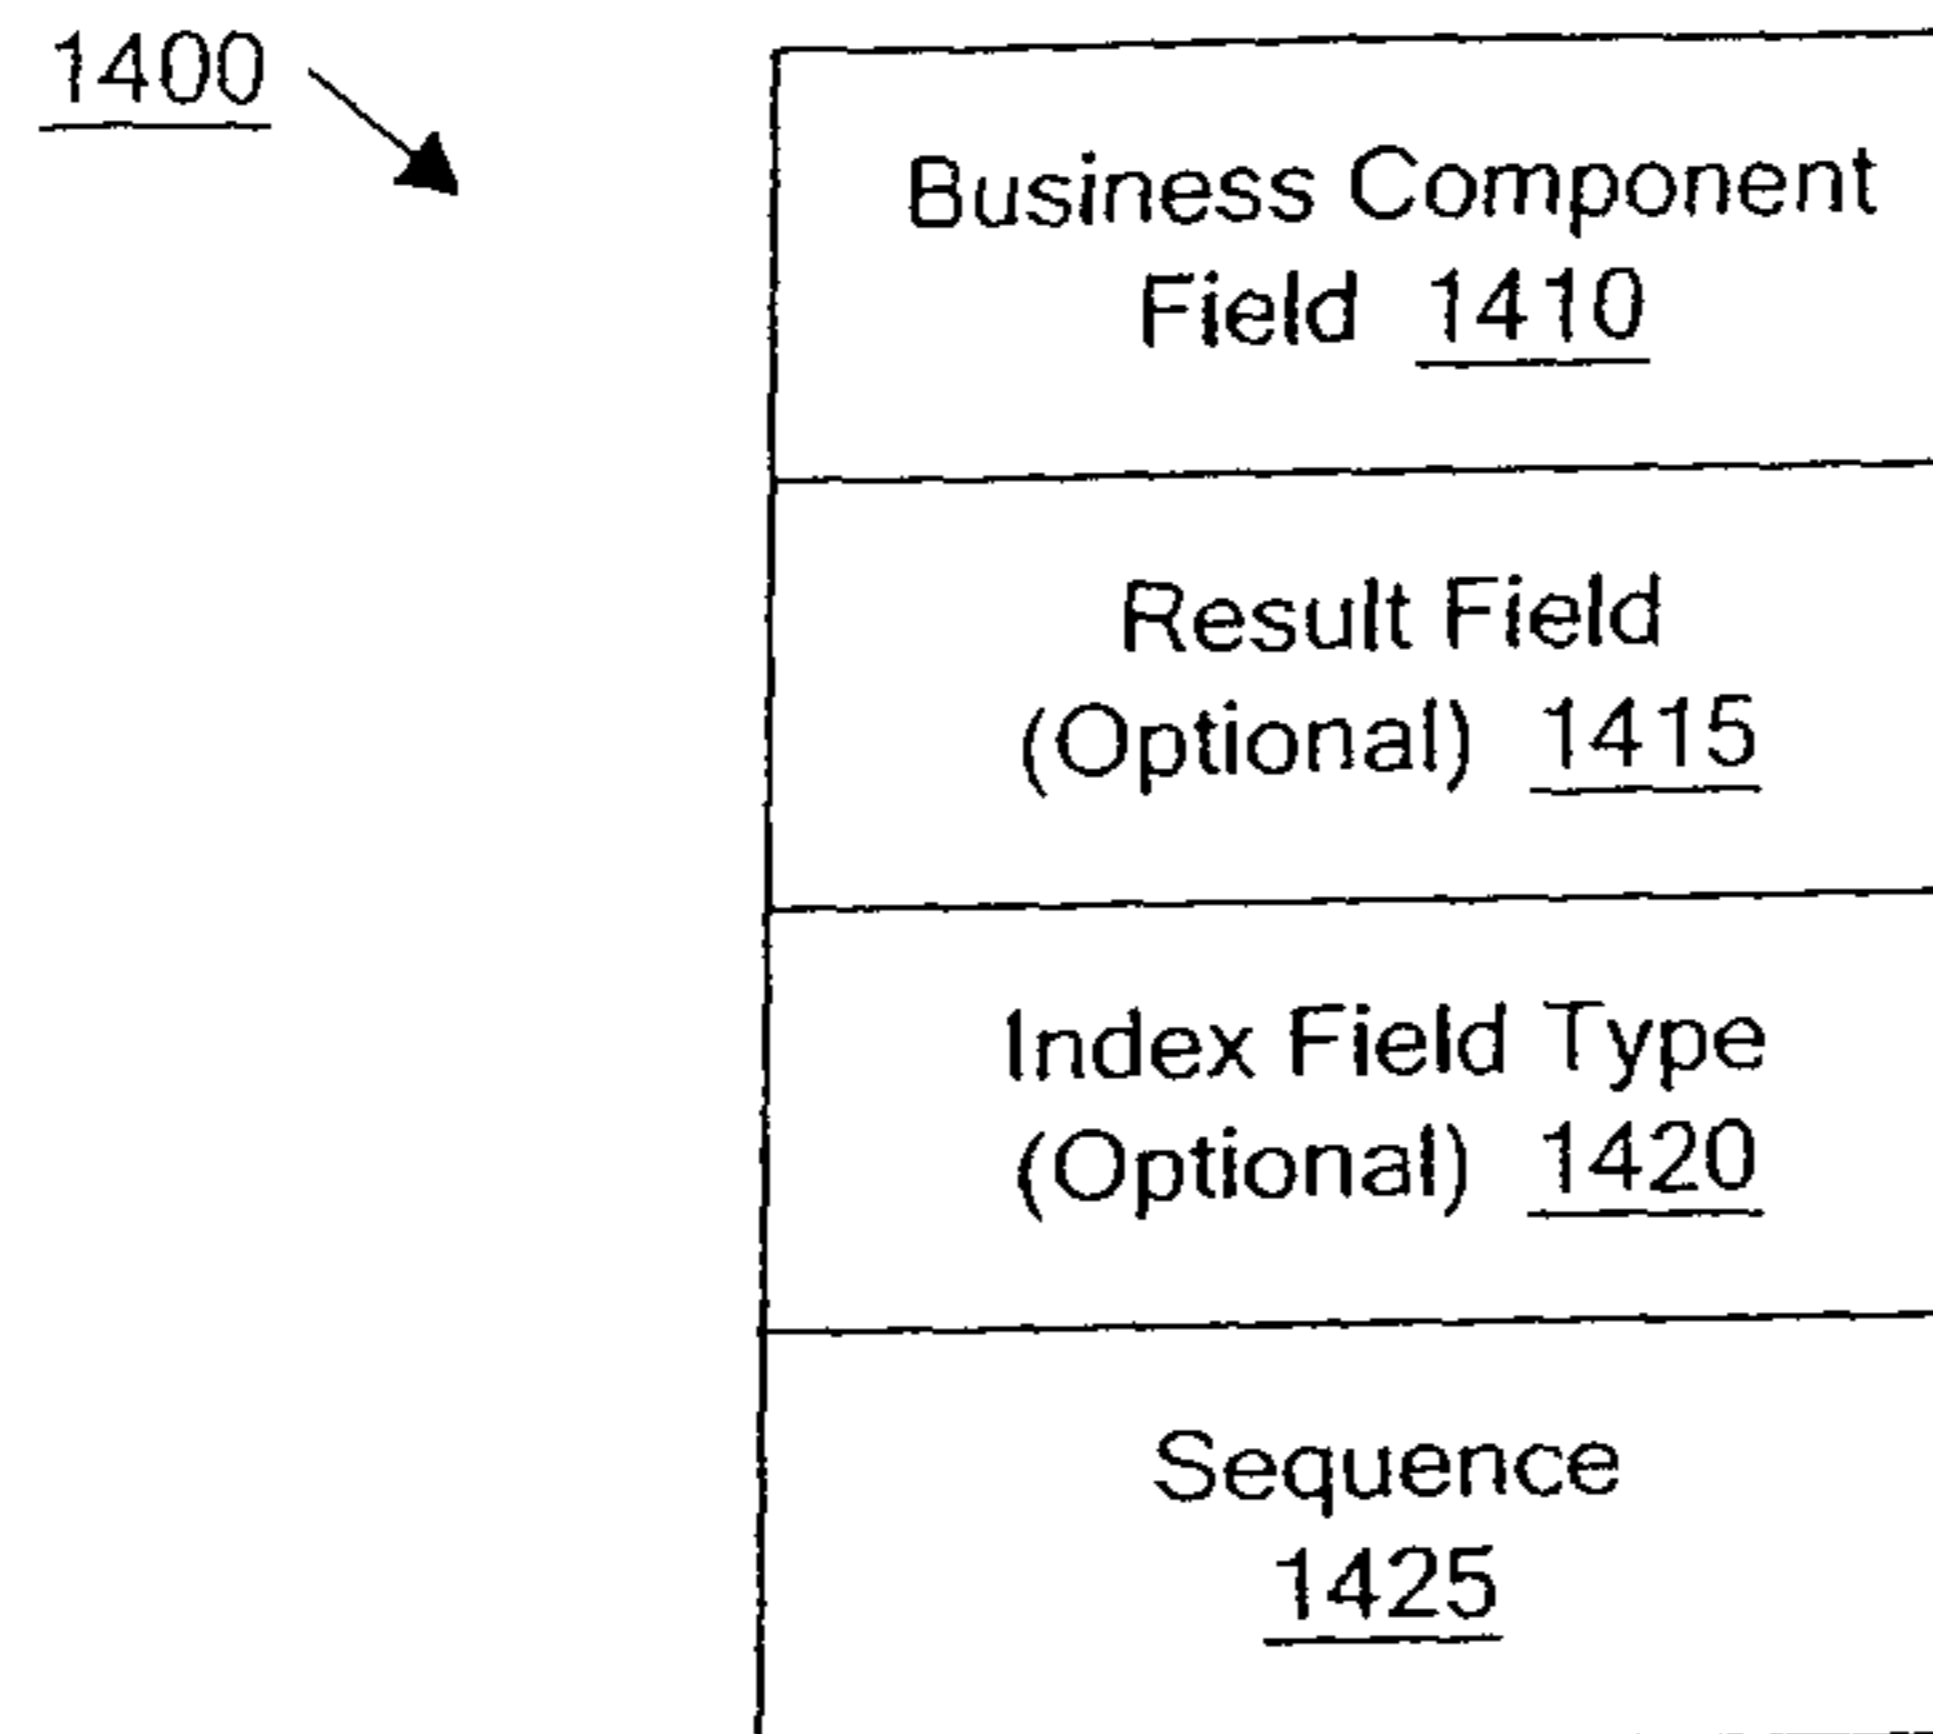 1400
Business Component
Field 1410
Result Field
(Optional) 1415
Index Field Type
(Optional) 1420
Sequence
1425